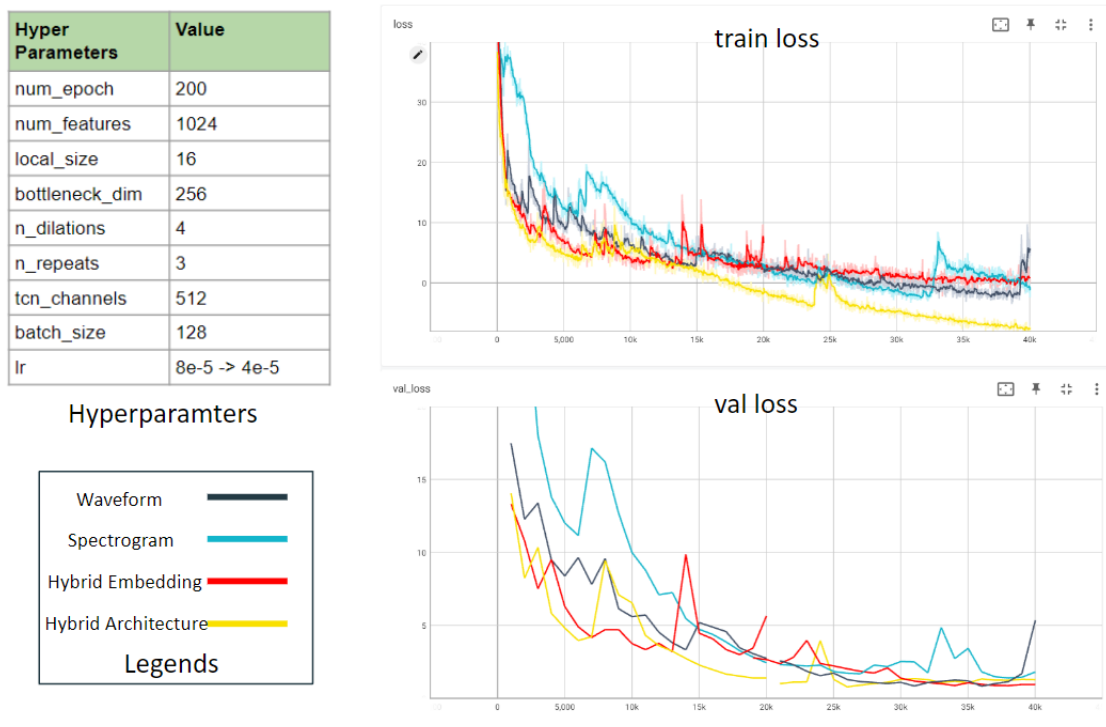 Hyper Parameters Value
num_epoch 200
num_features 1024
local_size 16
bottleneck_dim 256
n_dilations 4
n_repeats 3
tcn_channels 512
batch_size 128
lr 8e-5 -> 4e-5
Hyperparamters
Waveform
Spectrogram
Hybrid Embedding
Hybrid Architecture
Legends
loss
train loss
30
20
10
0
0 5,000 10k 15k 20k 25k 30k 35k 40k
val_loss
val loss
15
10
5
0 5,000 10k 15k 20k 25k 30k 35k 40k